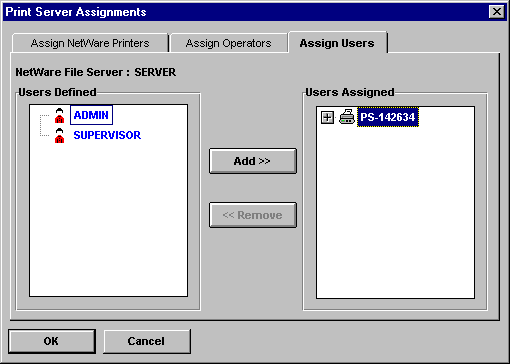 Print Server Assignments
Assign NetWare Printers
Assign Operators
Assign Users
NetWare File Server : SERVER
Users Defined
ADMIN
SUPERVISOR
Add >>
<< Remove
Users Assigned
PS-142634
OK
Cancel